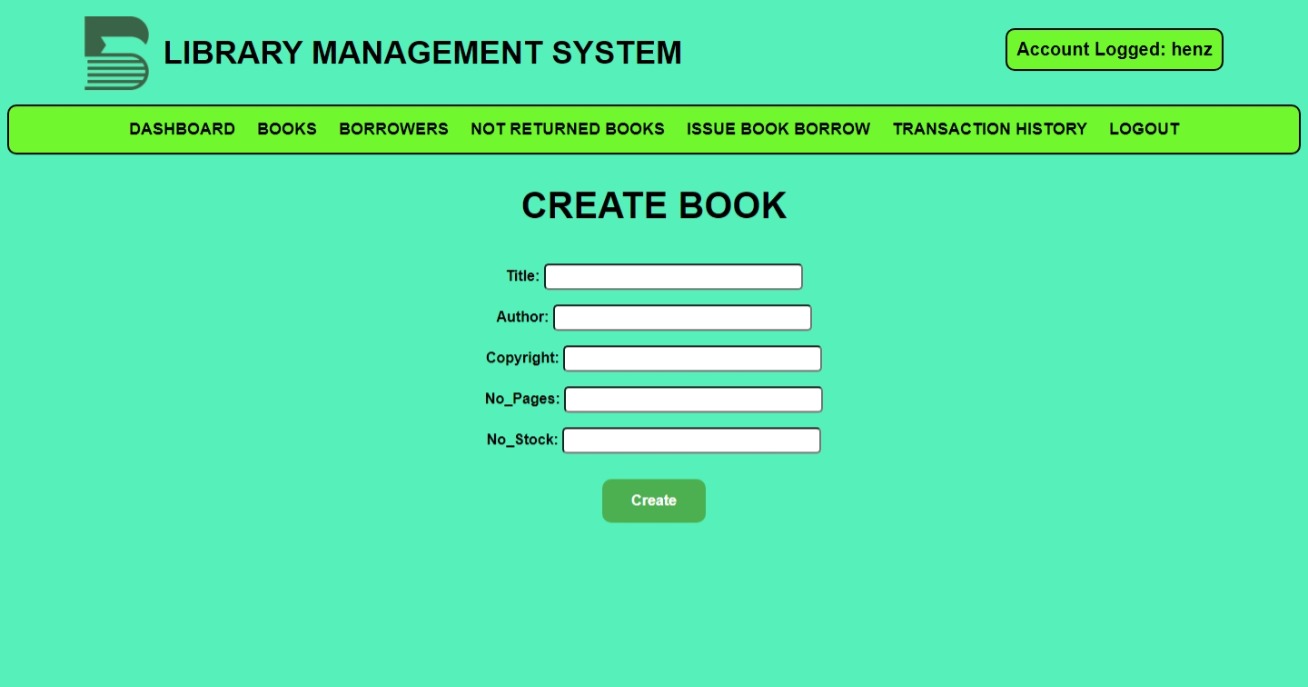 LIBRARY MANAGEMENT SYSTEM
Account Logged: henz
DASHBOARD BOOKS BORROWERS NOT RETURNED BOOKS ISSUE BOOK BORROW TRANSACTION HISTORY LOGOUT
CREATE BOOK
Title:
Author:
Copyright:
No_Pages:
No_Stock:
Create